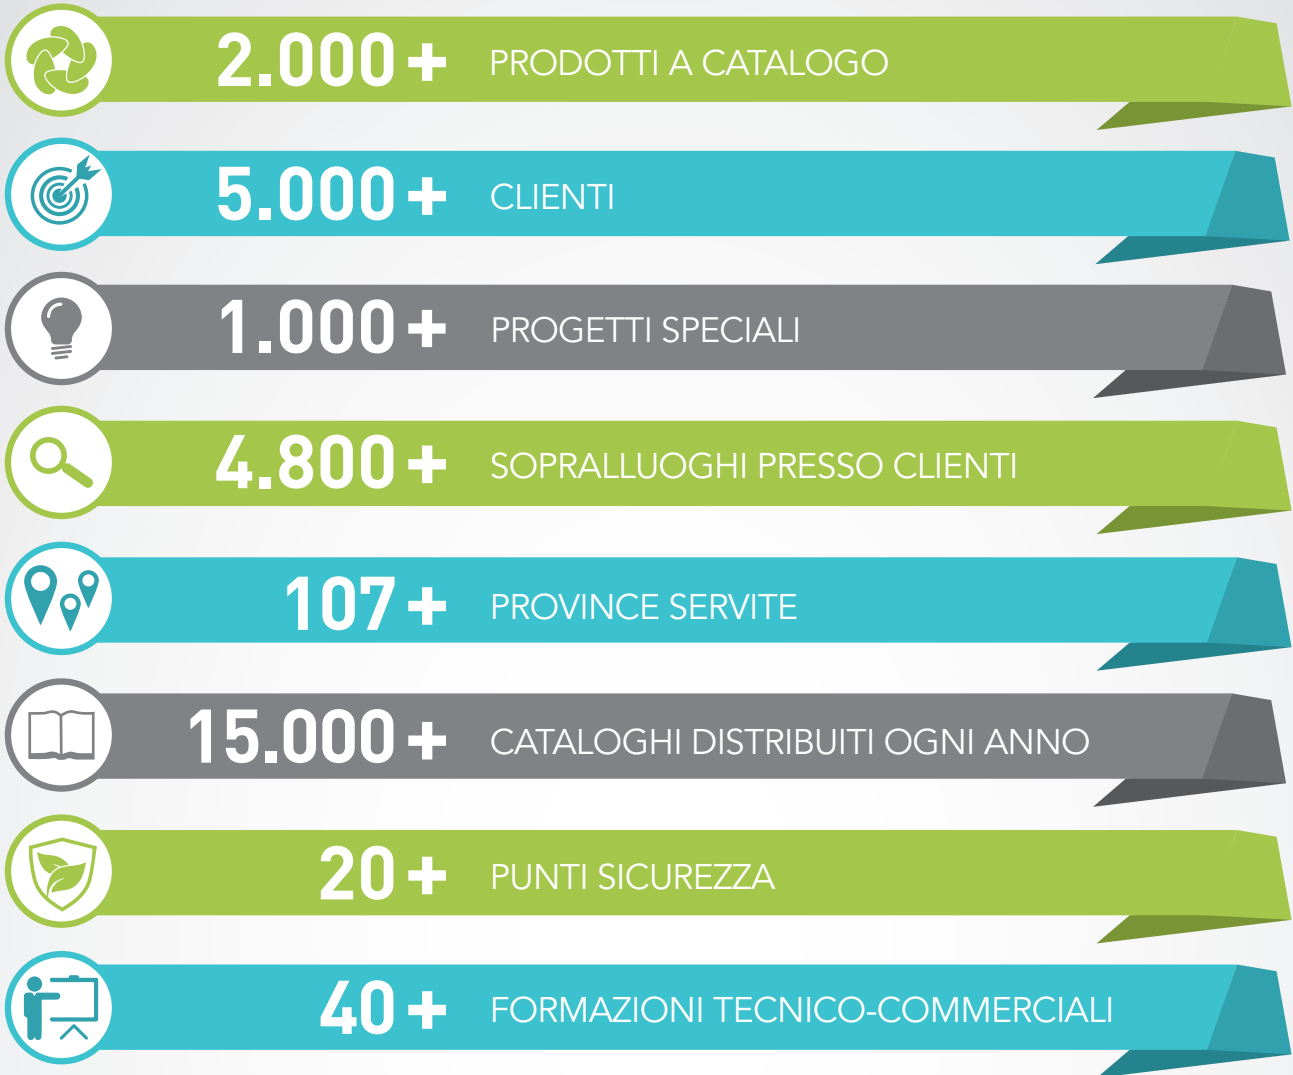 2.000+ PRODOTTI A CATALOGO
5.000+ CLIENTI
1.000+ PROGETTI SPECIALI
4.800+ SOPRALLUOGHI PRESSO CLIENTI
107+ PROVINCE SERVITE
15.000+ CATALOGHI DISTRIBUITI OGNI ANNO
20+ PUNTI SICUREZZA
40+ FORMAZIONI TECNICO-COMMERCIALI